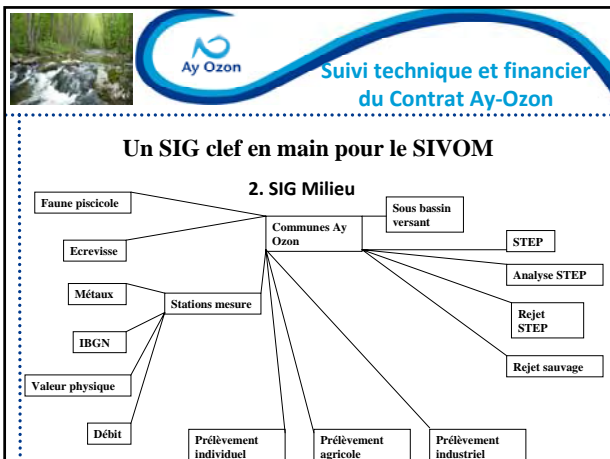 Ay Ozon
Suivi technique et financier
du Contrat Ay-Ozon
Un SIG clef en main pour le SIVOM
2. SIG Milieu
Faune piscicole
Sous bassin
versant
Communes Ay
Ozon
STEP
Ecrevisse
Analyse STEP
Métaux
Stations mesure
Rejet
STEP
IBGN
Rejet sauvage
Valeur physique
Débit
Prélèvement
individuel
Prélèvement
agricole
Prélèvement
industriel